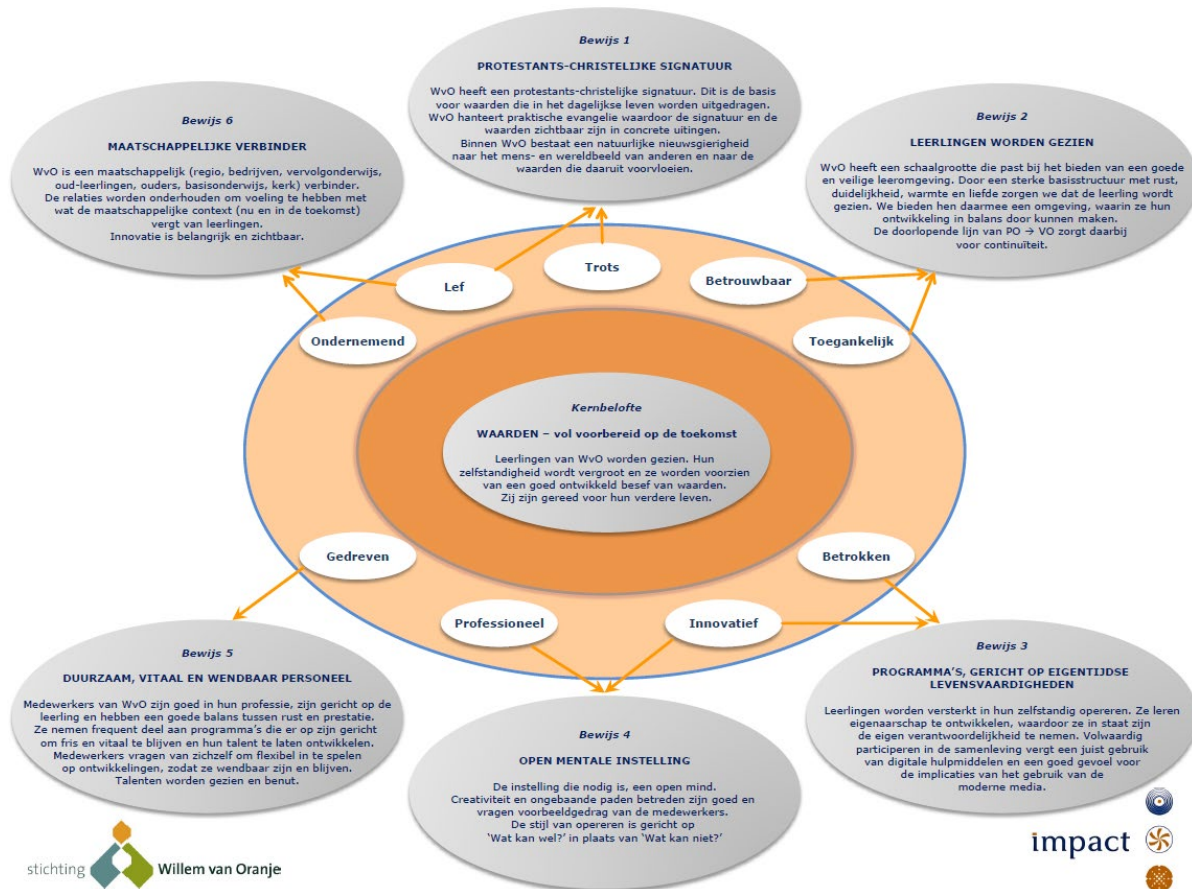 Bewijs 1
PROTESTANTS-CHRISTELIJKE SIGNATUUR
WvO heeft een protestants-christelijke signatuur. Dit is de basis
voor waarden die in het dagelijkse leven worden uitgedragen.
WvO hanteert praktische evangelie waardoor de signatuur en de
waarden zichtbaar zijn in concrete uitingen.
Binnen WvO bestaat een natuurlijke nieuwsgierigheid
naar het mens- en wereldbeeld van anderen en naar de
waarden die daaruit voorvloeien.
Bewijs 6
MAATSCHAPPELIJKE VERBINDER
WvO is een maatschappelijk (regio, bedrijven, vervolgonderwijs,
oud-leerlingen, ouders, basisonderwijs, kerk) verbinder.
De relaties worden onderhouden om voeling te hebben met
wat de maatschappelijke context (nu en in de toekomst)
vergt van leerlingen.
Innovatie is belangrijk en zichtbaar.
Bewijs 2
LEERLINGEN WORDEN GEZIEN
WvO heeft een schaalgrootte die past bij het bieden van een goede
en veilige leeromgeving. Door een sterke basisstructuur met rust,
duidelijkheid, warmte en liefde zorgen we dat de leerling wordt
gezien. We bieden hen daarmee een omgeving, waarin ze hun
ontwikkeling in balans door kunnen maken.
De doorlopende lijn van PO → VO zorgt daarbij
voor continuïteit.
Lef
Trots
Betrouwbaar
Ondernemend
Toegankelijk
Kernbelofte
WAARDEN – vol voorbereid op de toekomst
Leerlingen van WvO worden gezien. Hun
zelfstandigheid wordt vergroot en ze worden voorzien
van een goed ontwikkeld besef van waarden.
Zij zijn gereed voor hun verdere leven.
Gedreven
Betrokken
Professioneel
Innovatief
Bewijs 5
DUURZAAM, VITAAL EN WENDBAAR PERSONEEL
Medewerkers van WvO zijn goed in hun professie, zijn gericht op de
leerling en hebben een goede balans tussen rust en prestatie.
Ze nemen frequent deel aan programma's die er op zijn gericht
om fris en vitaal te blijven en hun talent te laten ontwikkelen.
Medewerkers vragen van zichzelf om flexibel in te spelen
op ontwikkelingen, zodat ze wendbaar zijn en blijven.
Talenten worden gezien en benut.
Bewijs 4
OPEN MENTALE INSTELLING
De instelling die nodig is, een open mind.
Creativiteit en ongebaande paden betreden zijn goed en
vragen voorbeeldgedrag van de medewerkers.
De stijl van opereren is gericht op
'Wat kan wel?' in plaats van 'Wat kan niet?'
Bewijs 3
PROGRAMMA'S, GERICHT OP EIGENTIJDSE
LEVENSVAARDIGHEDEN
Leerlingen worden versterkt in hun zelfstandig opereren. Ze leren
eigenaarschap te ontwikkelen, waardoor ze in staat zijn
de eigen verantwoordelijkheid te nemen. Volwaardig
participeren in de samenleving vergt een juist gebruik
van digitale hulpmiddelen en een goed gevoel voor
de implicaties van het gebruik van de
moderne media.
stichting Willem van Oranje
impact